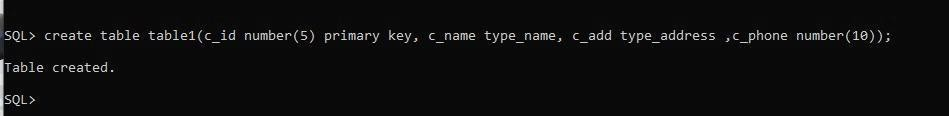 SQL> create table table1(c_id number(5) primary key, c_name type_name, c_add type_address ,c_phone number(10));
Table created.
SQL>